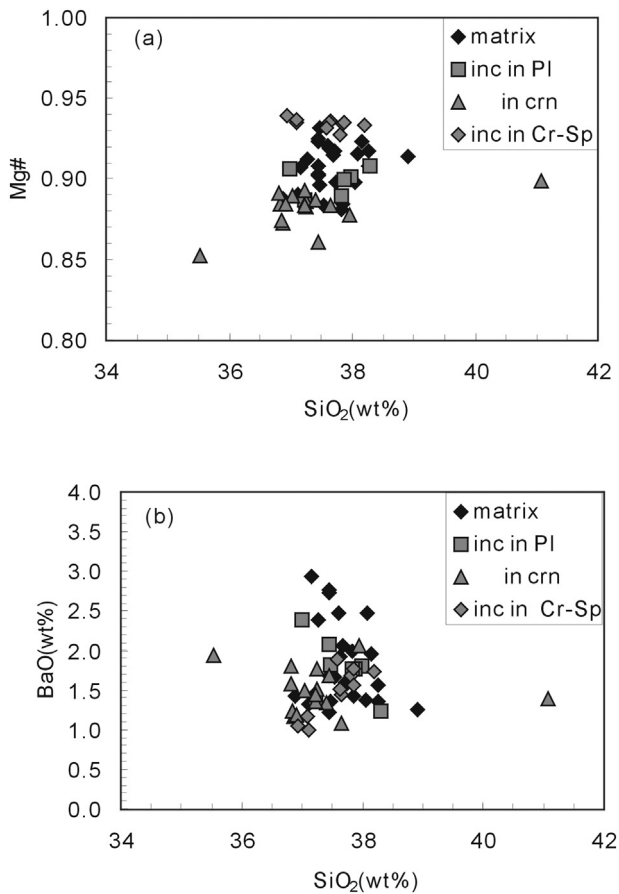 1.00
(a)
matrix
inc in Pl
in crn
inc in Cr-Sp
0.95
0.90
0.85
0.80
Mg#
34 36 38 40 42
SiO2(wt%)
4.0
(b)
matrix
inc in Pl
in crn
inc in Cr-Sp
3.5
3.0
2.5
2.0
1.5
1.0
0.5
0.0
BaO(wt%)
34 36 38 40 42
SiO2(wt%)